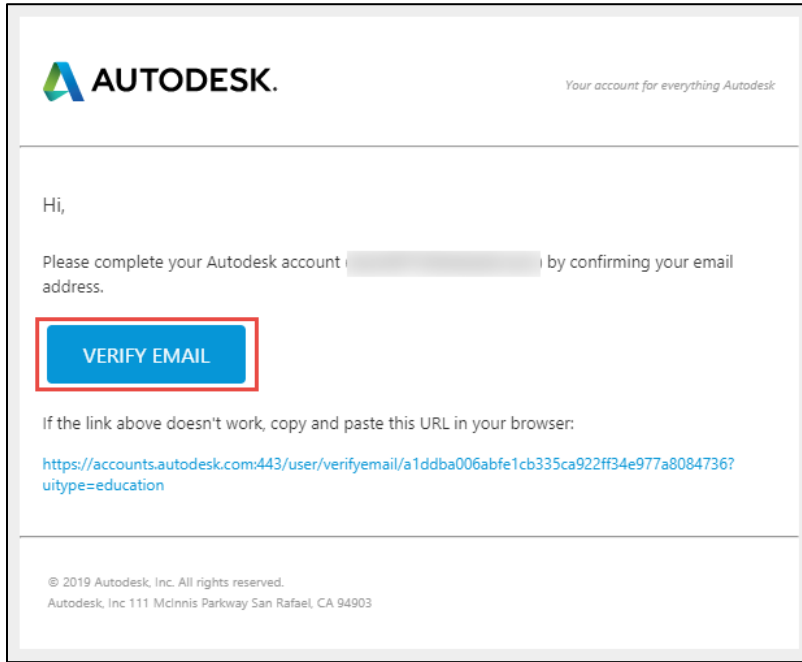 AUTODESK.
Your account for everything Autodesk
Hi,
Please complete your Autodesk account ( ) by confirming your email
address.
VERIFY EMAIL
If the link above doesn't work, copy and paste this URL in your browser:
https://accounts.autodesk.com:443/user/verifyemail/a1ddba006abfe1cb335ca922ff34e977a8084736?
uitype=education
© 2019 Autodesk, Inc. All rights reserved.
Autodesk, Inc 111 McInnis Parkway San Rafael, CA 94903